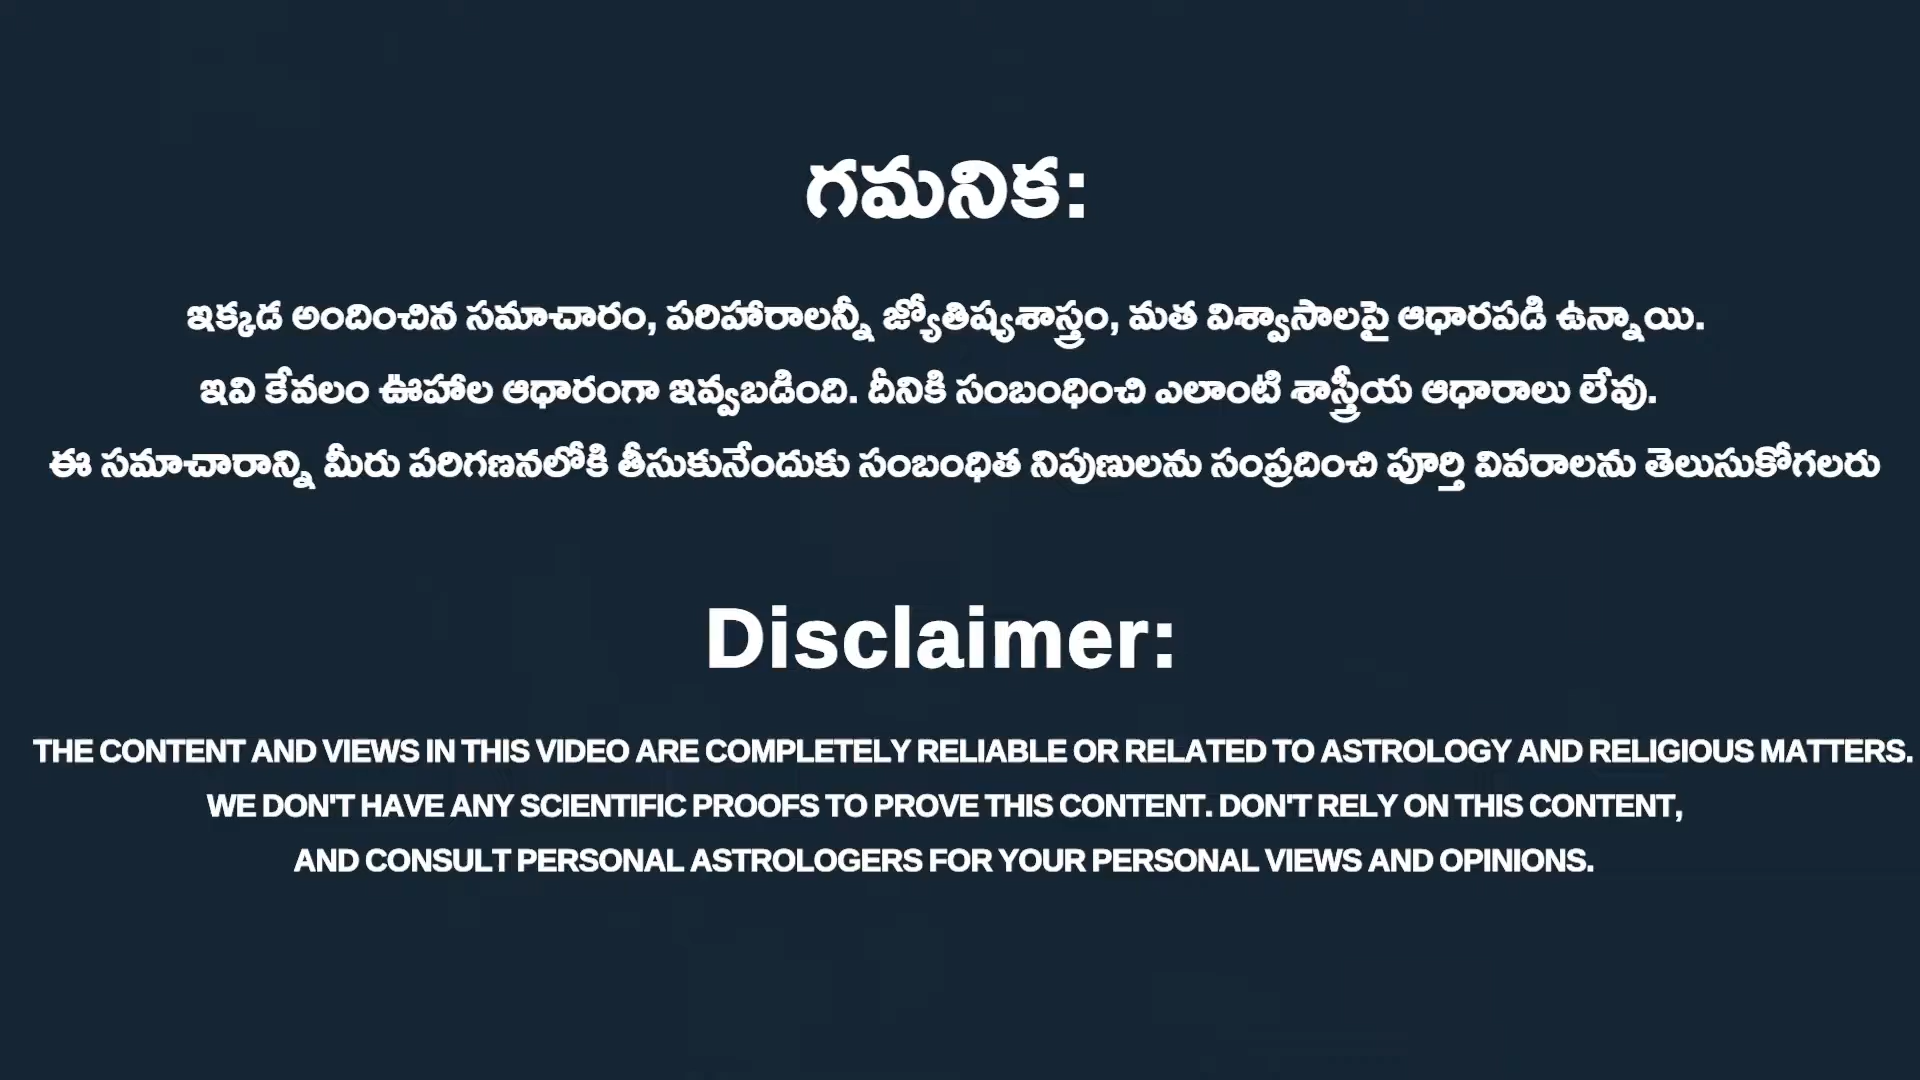 గమనిక:
ఇక్కడ అందించిన సమాచారం, పరిహారాలన్నీ జ్యోతిష్యశాస్త్రం, మత విశ్వాసాలపై ఆధారపడి ఉన్నాయి.
ఇవి కేవలం ఊహాల ఆధారంగా ఇవ్వబడింది. దీనికి సంబంధించి ఎలాంటి శాస్త్రీయ ఆధారాలు లేవు.
ఈ సమాచారాన్ని మీరు పరిగణనలోకి తీసుకునేందుకు సంబంధిత నిపుణులను సంప్రదించి పూర్తి వివరాలను తెలుసుకోగలరు
Disclaimer:
THE CONTENT AND VIEWS IN THIS VIDEO ARE COMPLETELY RELIABLE OR RELATED TO ASTROLOGY AND RELIGIOUS MATTERS.
WE DON'T HAVE ANY SCIENTIFIC PROOFS TO PROVE THIS CONTENT. DON'T RELY ON THIS CONTENT,
AND CONSULT PERSONAL ASTROLOGERS FOR YOUR PERSONAL VIEWS AND OPINIONS.